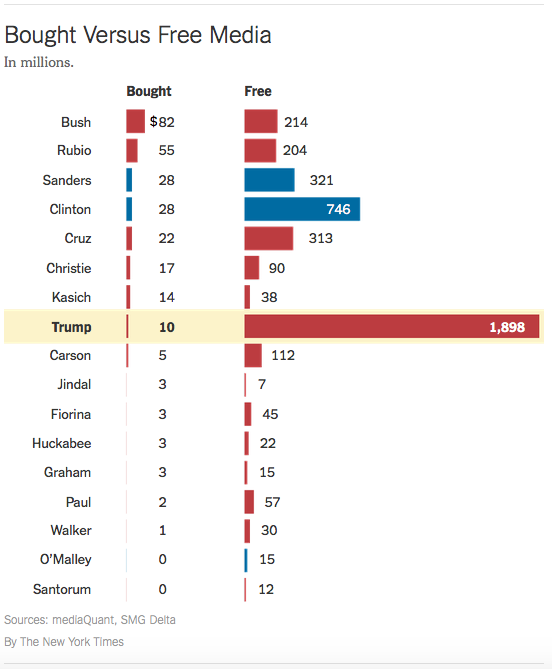 Bought Versus Free Media
In millions.
Bought Free
Bush $82 214
Rubio 55 204
Sanders 28 321
Clinton 28 746
Cruz 22 313
Christie 17 90
Kasich 14 38
Trump 10 1,898
Carson 5 112
Jindal 3 7
Fiorina 3 45
Huckabee 3 22
Graham 3 15
Paul 2 57
Walker 1 30
O’Malley 0 15
Santorum 0 12
Sources: mediaQuant, SMG Delta
By The New York Times